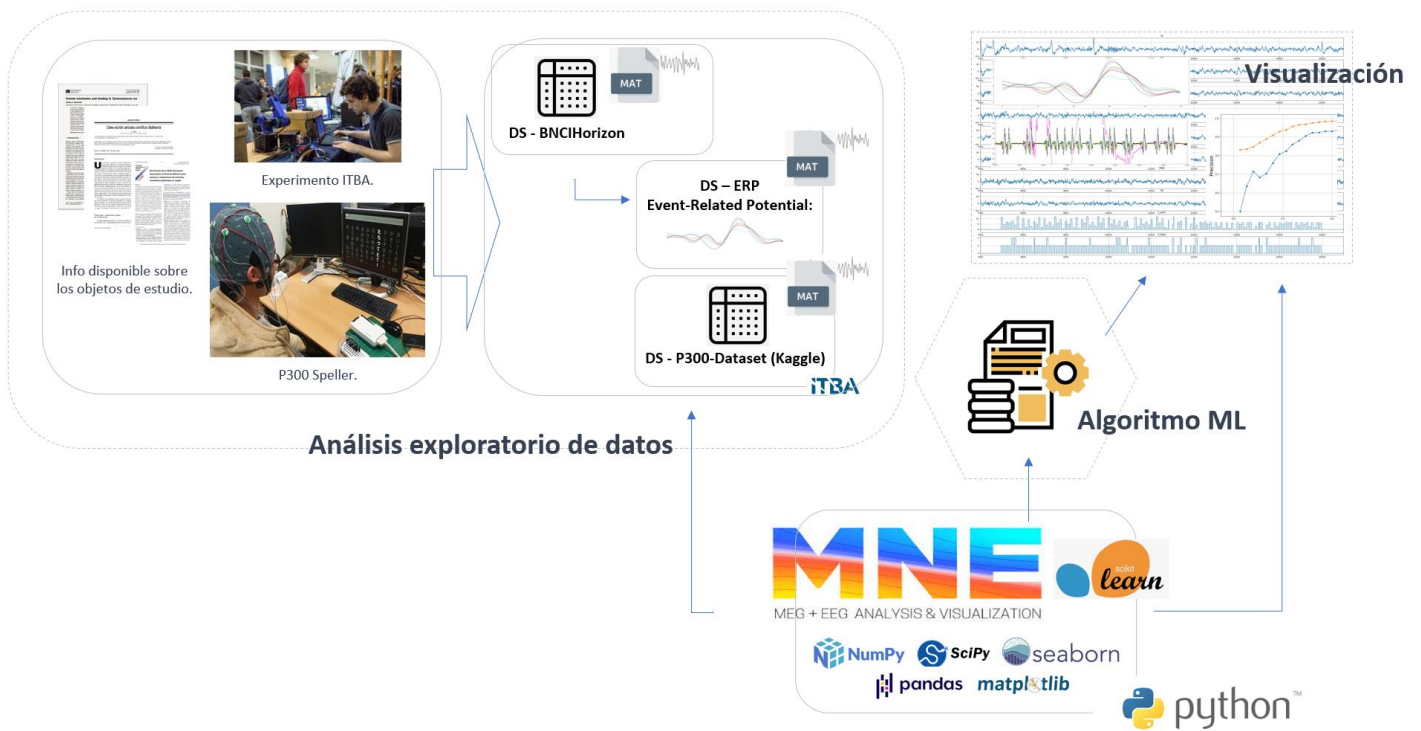 Info disponible sobre
los objetos de estudio.
Experimento ITBA.
P300 Speller.
MAT
DS - BNCIHorizon
MAT
DS – ERP
Event-Related Potential:
MAT
DS - P300-Dataset (Kaggle)
ITBA
Análisis exploratorio de datos
Visualización
Algoritmo ML
MNE
MEG + EEG ANALYSIS & VISUALIZATION
scikit
learn
NumPy
SciPy
seaborn
pandas
matplotlib
python™